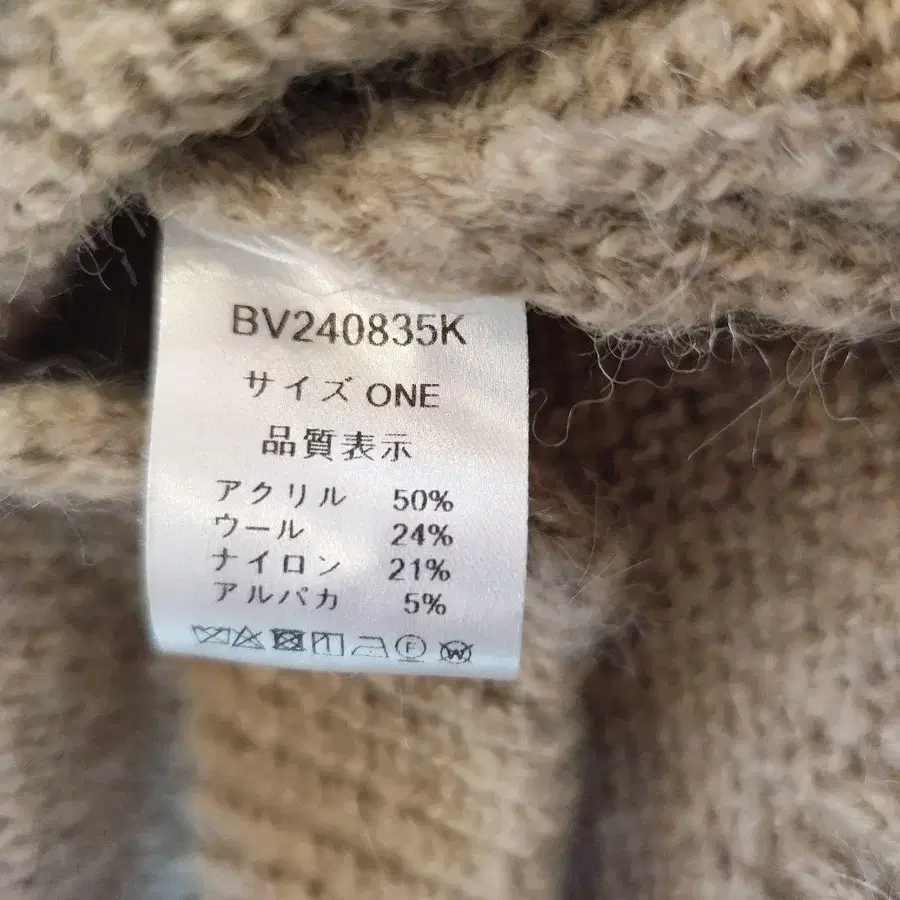 BV240835K
サイズ ONE
品質表示
アクリル 50%
ウール 24%
ナイロン 21%
アルパカ 5%
F W